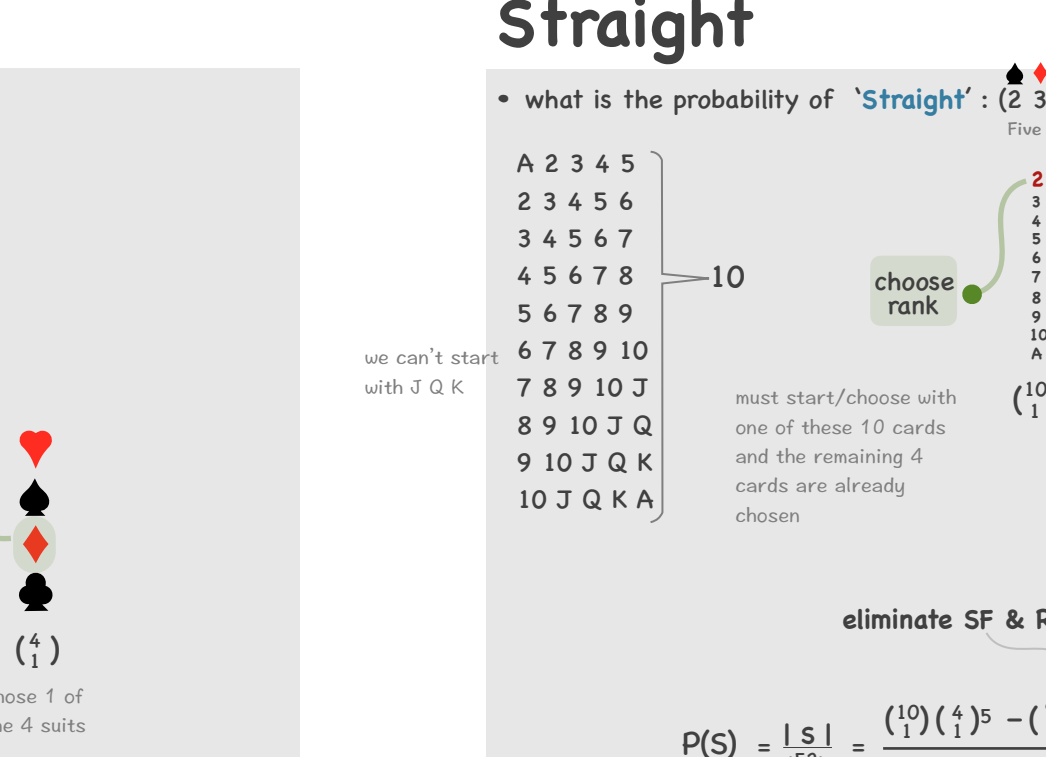 Straight
• what is the probability of 'Straight' : (2 3
Five
A 2 3 4 5
2 3 4 5 6
3 4 5 6 7
4 5 6 7 8
5 6 7 8 9
6 7 8 9 10
7 8 9 10 J
8 9 10 J Q
9 10 J Q K
10 J Q K A
10
we can't start
with J Q K
choose
rank
2
3
4
5
6
7
8
9
10
A
(10
1
must start/choose with
one of these 10 cards
and the remaining 4
cards are already
chosen
(4
1)
1 of
4 suits
eliminate SF &
P(S) = | S | = (10 1)(4 1)5 − (